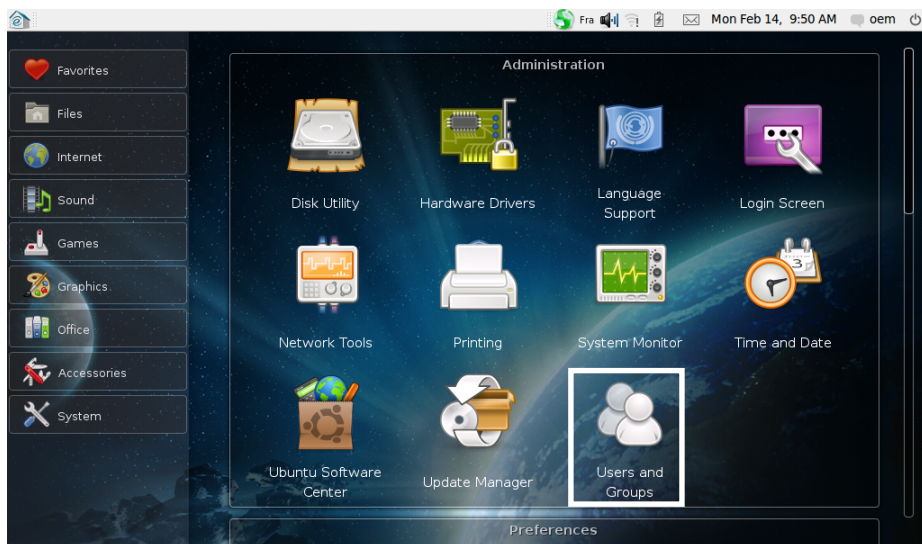 Fra
Mon Feb 14, 9:50 AM
oem
Favorites
Files
Internet
Sound
Games
Graphics
Office
Accessories
System
Administration
Disk Utility
Hardware Drivers
Language
Support
Login Screen
Network Tools
Printing
System Monitor
3
Time and Date
Ubuntu Software
Center
Update Manager
Users and
Groups
Preferences